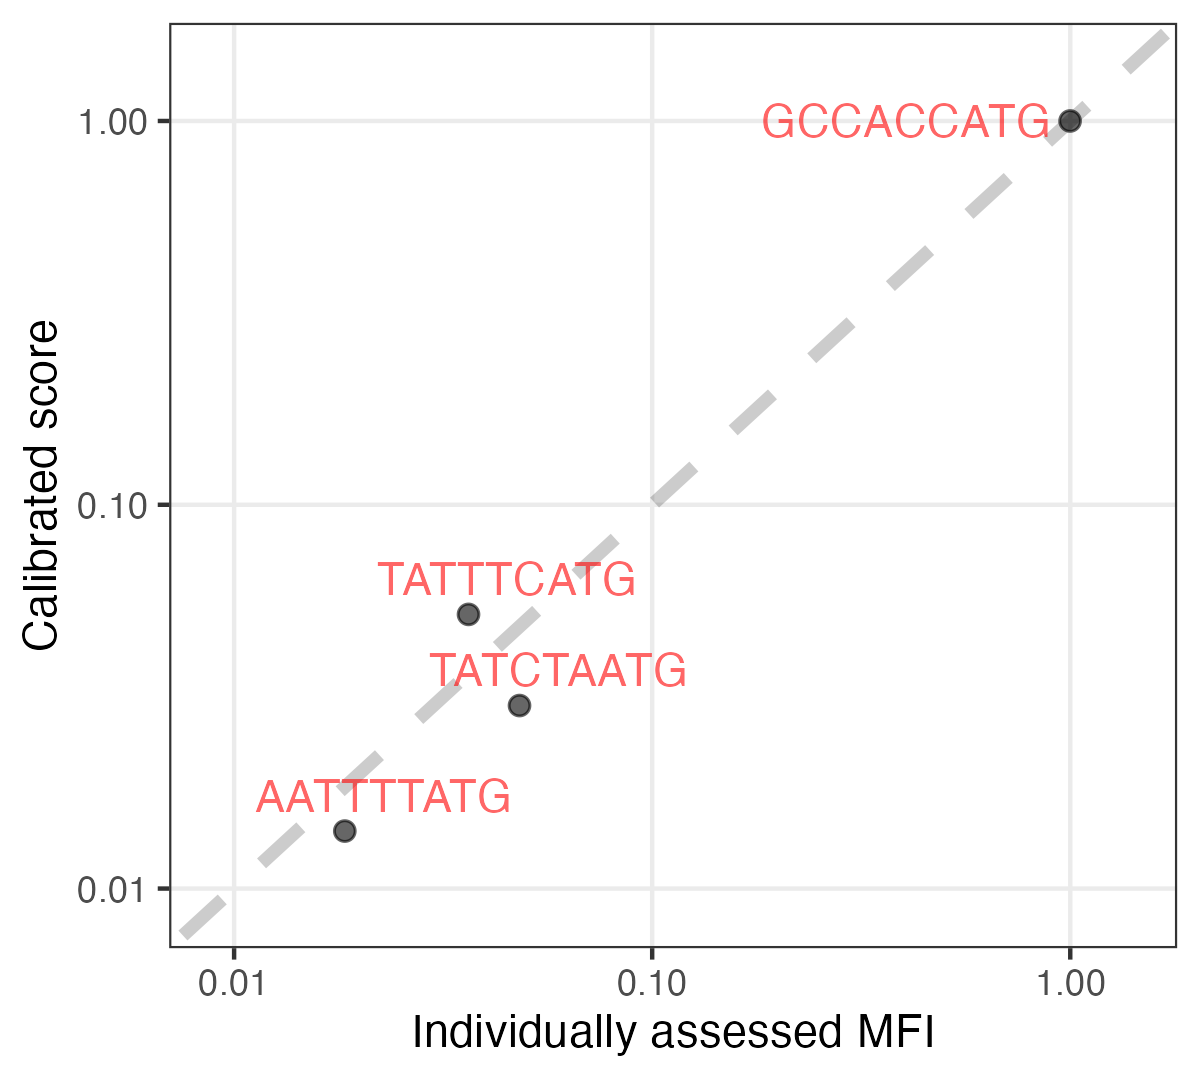 GCCACCATG
TATTTCATG
TATCTAATG
AATTTTATG
1.00
0.10
0.01
0.01
0.10
1.00
Individually assessed MFI
Calibrated score